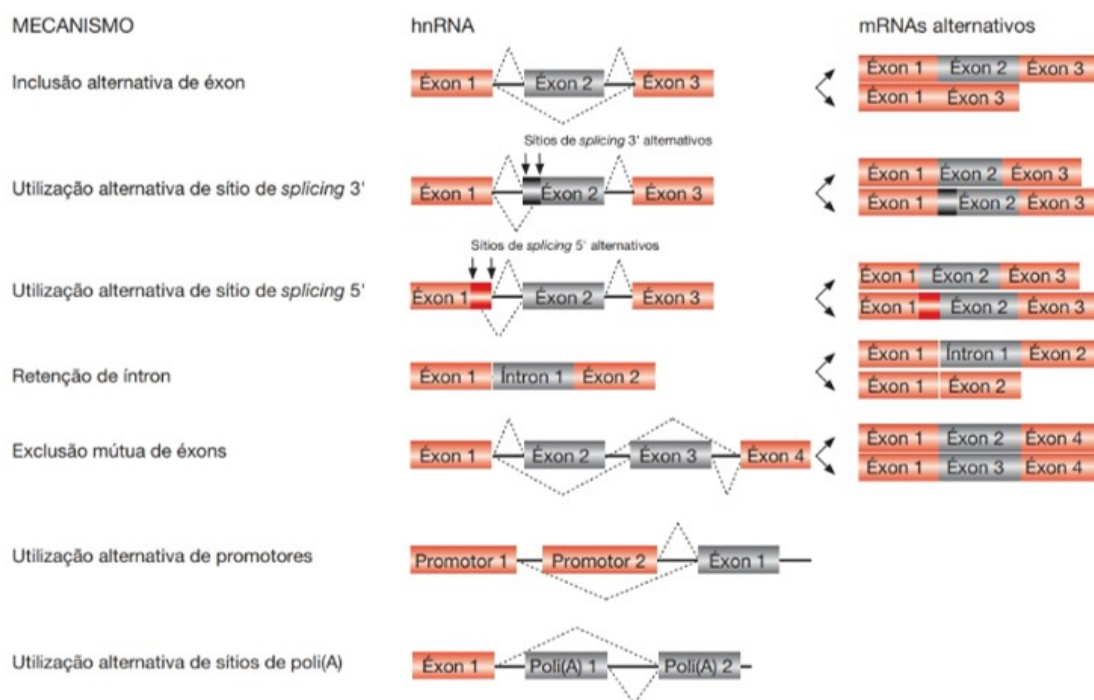 MECANISMO hnRNA mRNAs alternativos
Inclusão alternativa de éxon
Éxon 1 Éxon 2 Éxon 3
Éxon 1 Éxon 2 Éxon 3
Éxon 1 Éxon 3
Sítios de splicing 3' alternativos
Utilização alternativa de sítio de splicing 3'
Éxon 1 Éxon 2 Éxon 3
Éxon 1 Éxon 2 Éxon 3
Éxon 1 Éxon 2 Éxon 3
Sítios de splicing 5' alternativos
Utilização alternativa de sítio de splicing 5'
Éxon 1 Éxon 2 Éxon 3
Éxon 1 Éxon 2 Éxon 3
Éxon 1 Éxon 2 Éxon 3
Retenção de íntron
Éxon 1 Íntron 1 Éxon 2
Éxon 1 Íntron 1 Éxon 2
Éxon 1 Éxon 2
Exclusão mútua de éxons
Éxon 1 Éxon 2 Éxon 3 Éxon 4
Éxon 1 Éxon 2 Éxon 4
Éxon 1 Éxon 3 Éxon 4
Utilização alternativa de promotores
Promotor 1 Promotor 2 Éxon 1
Utilização alternativa de sítios de poli(A)
Éxon 1 Poli(A) 1 Poli(A) 2